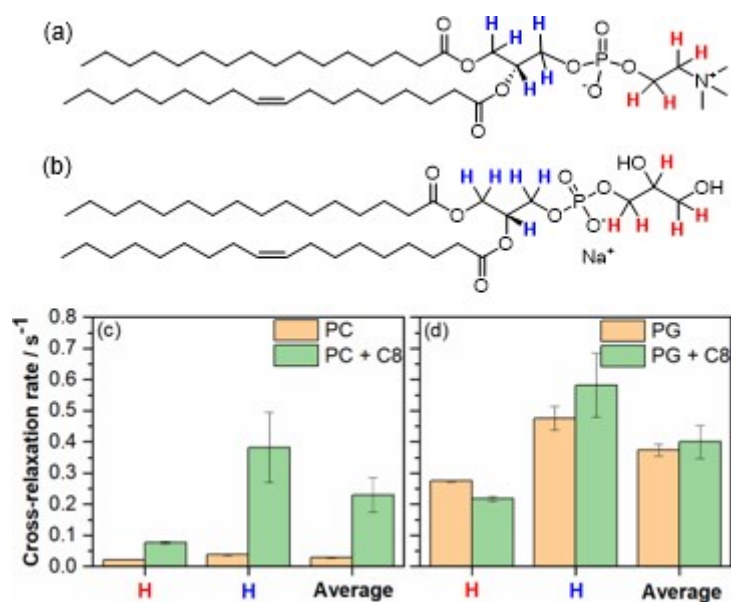 (a)
O
H H H
O
O
P
O
H H
N+
O
H
-O
H H
O
(b)
O
H H H H
O
O
P
O
HO H
OH
O
H
O-
H H H
O
Na+
0.8
0.7
0.6
0.5
0.4
0.3
0.2
0.1
0.0
Cross-relaxation rate / s-1
(c)
PC
PC + C8
(d)
PG
PG + C8
H H Average H H Average